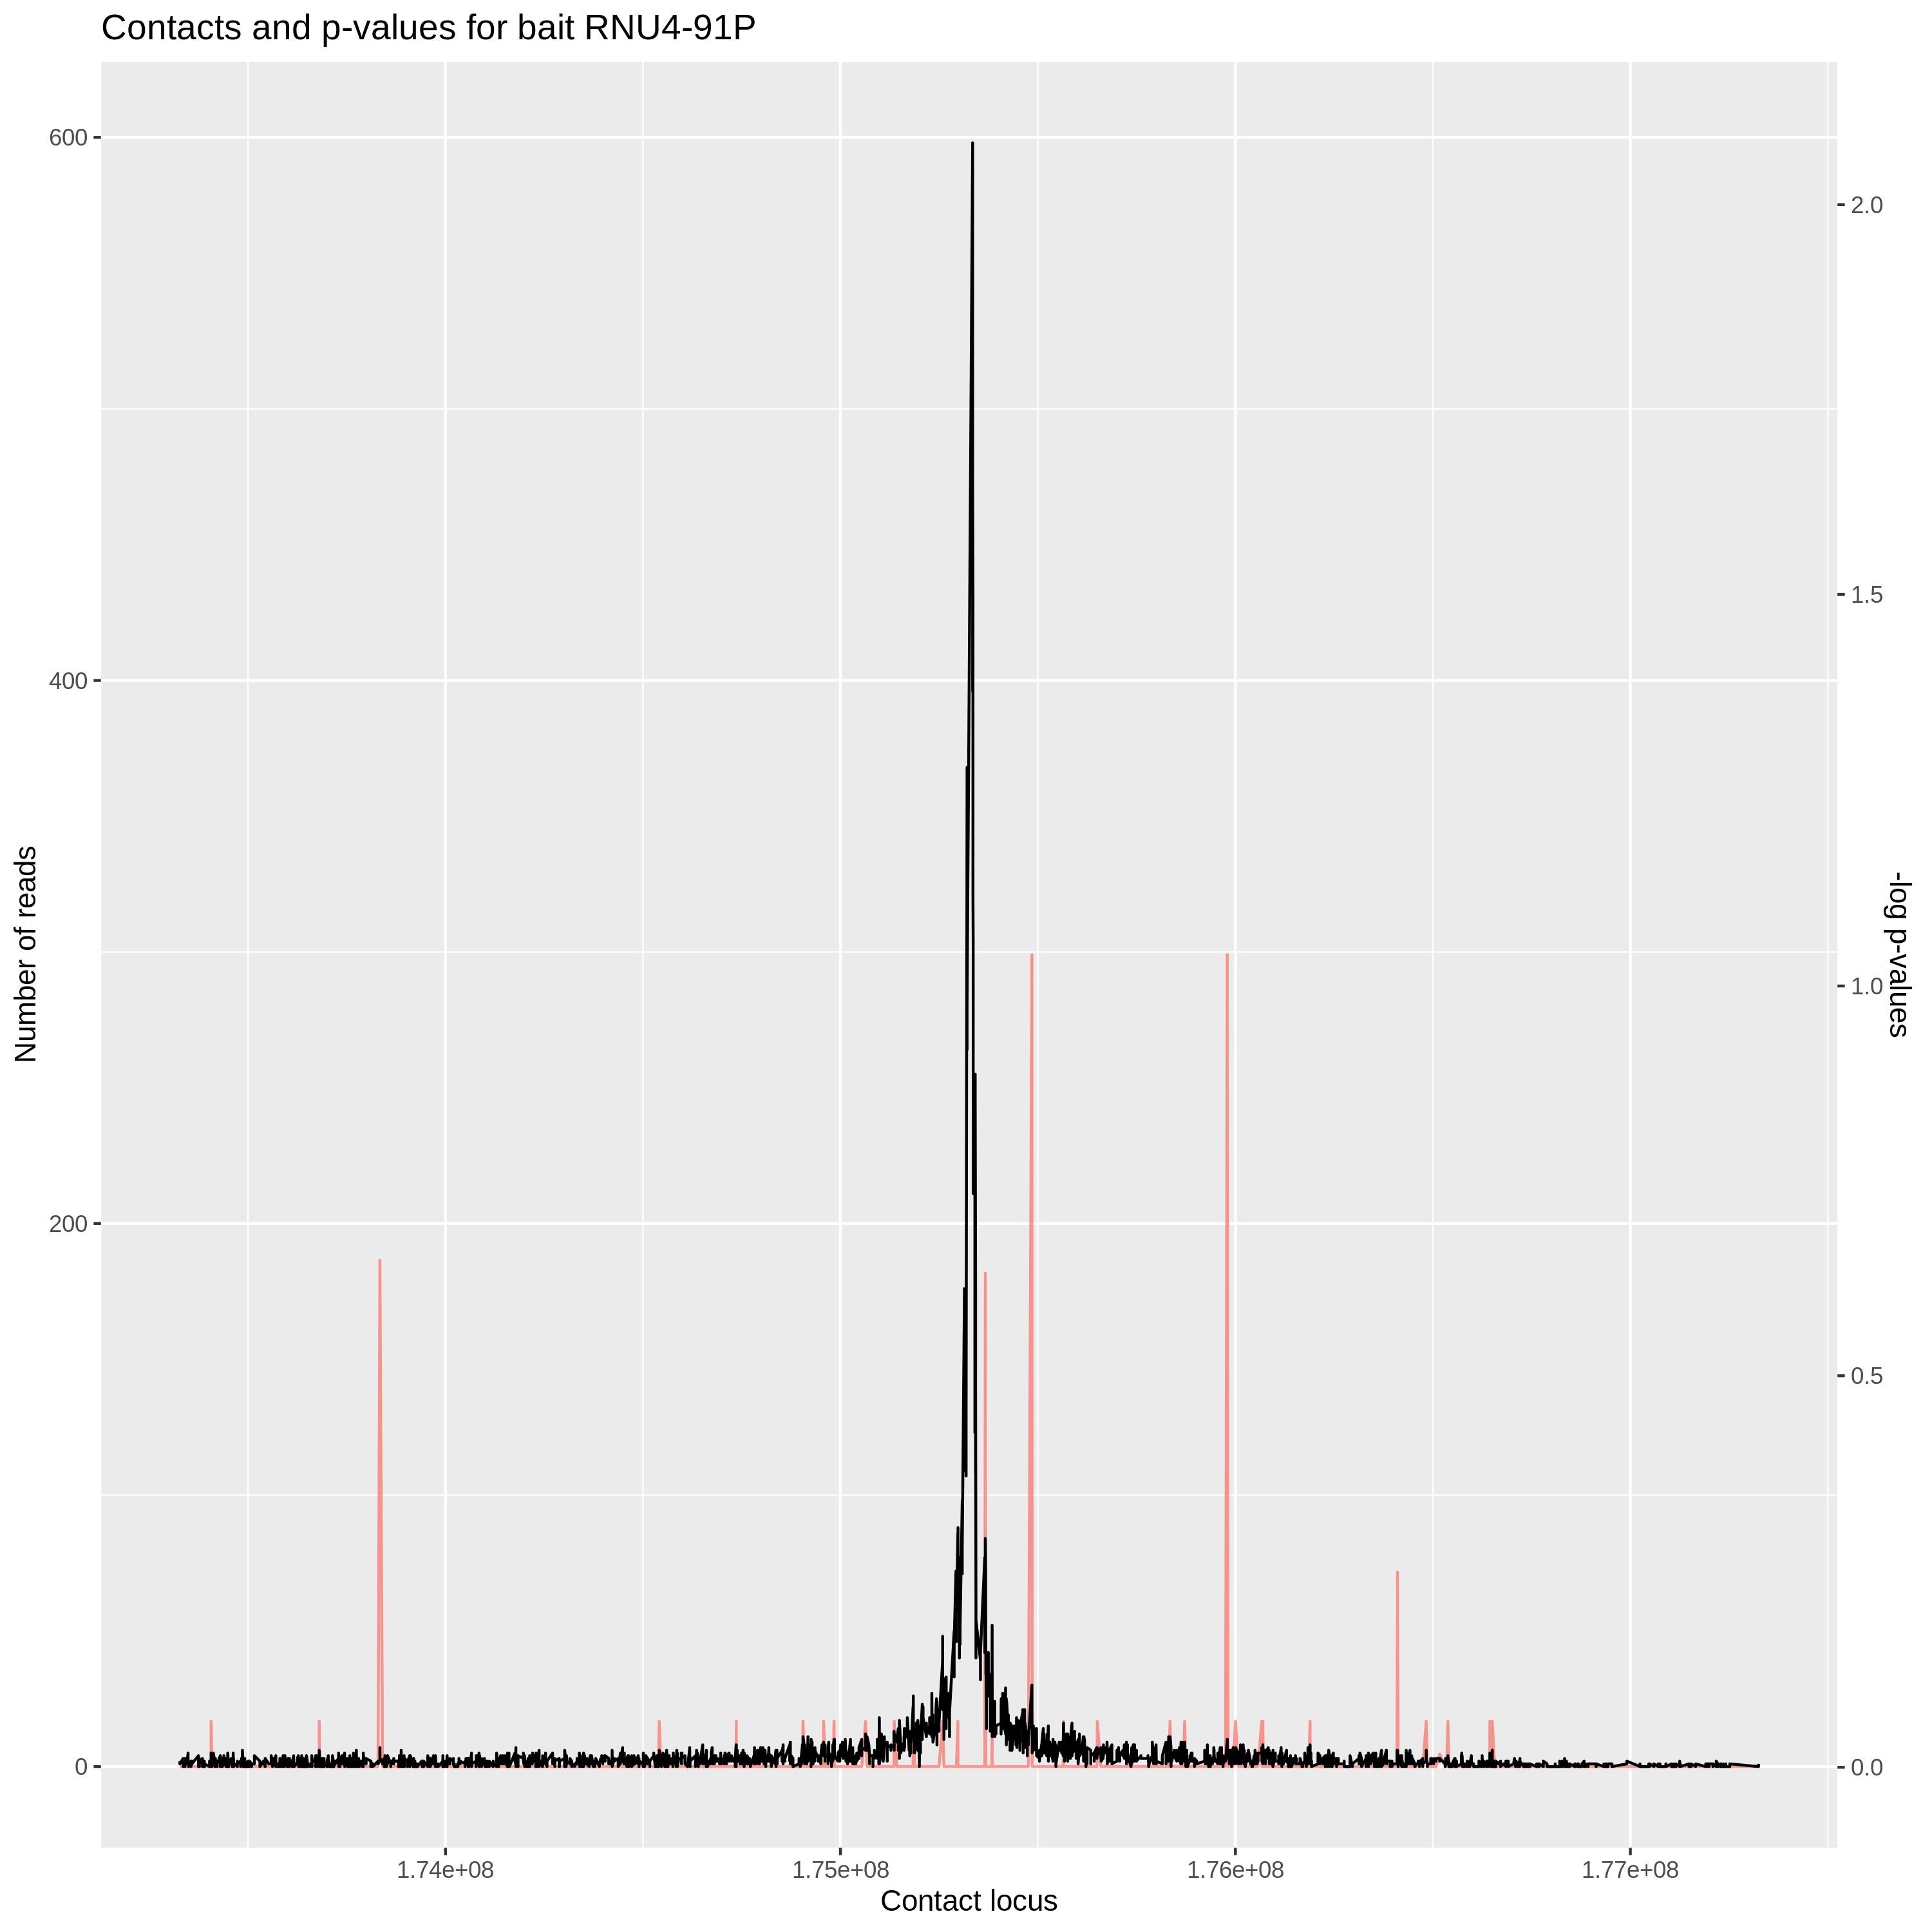 Contacts and p-values for bait RNU4-91P
600
400
200
0
Number of reads
2.0
1.5
1.0
0.5
0.0
-log p-values
1.74e+08
1.75e+08
1.76e+08
1.77e+08
Contact locus